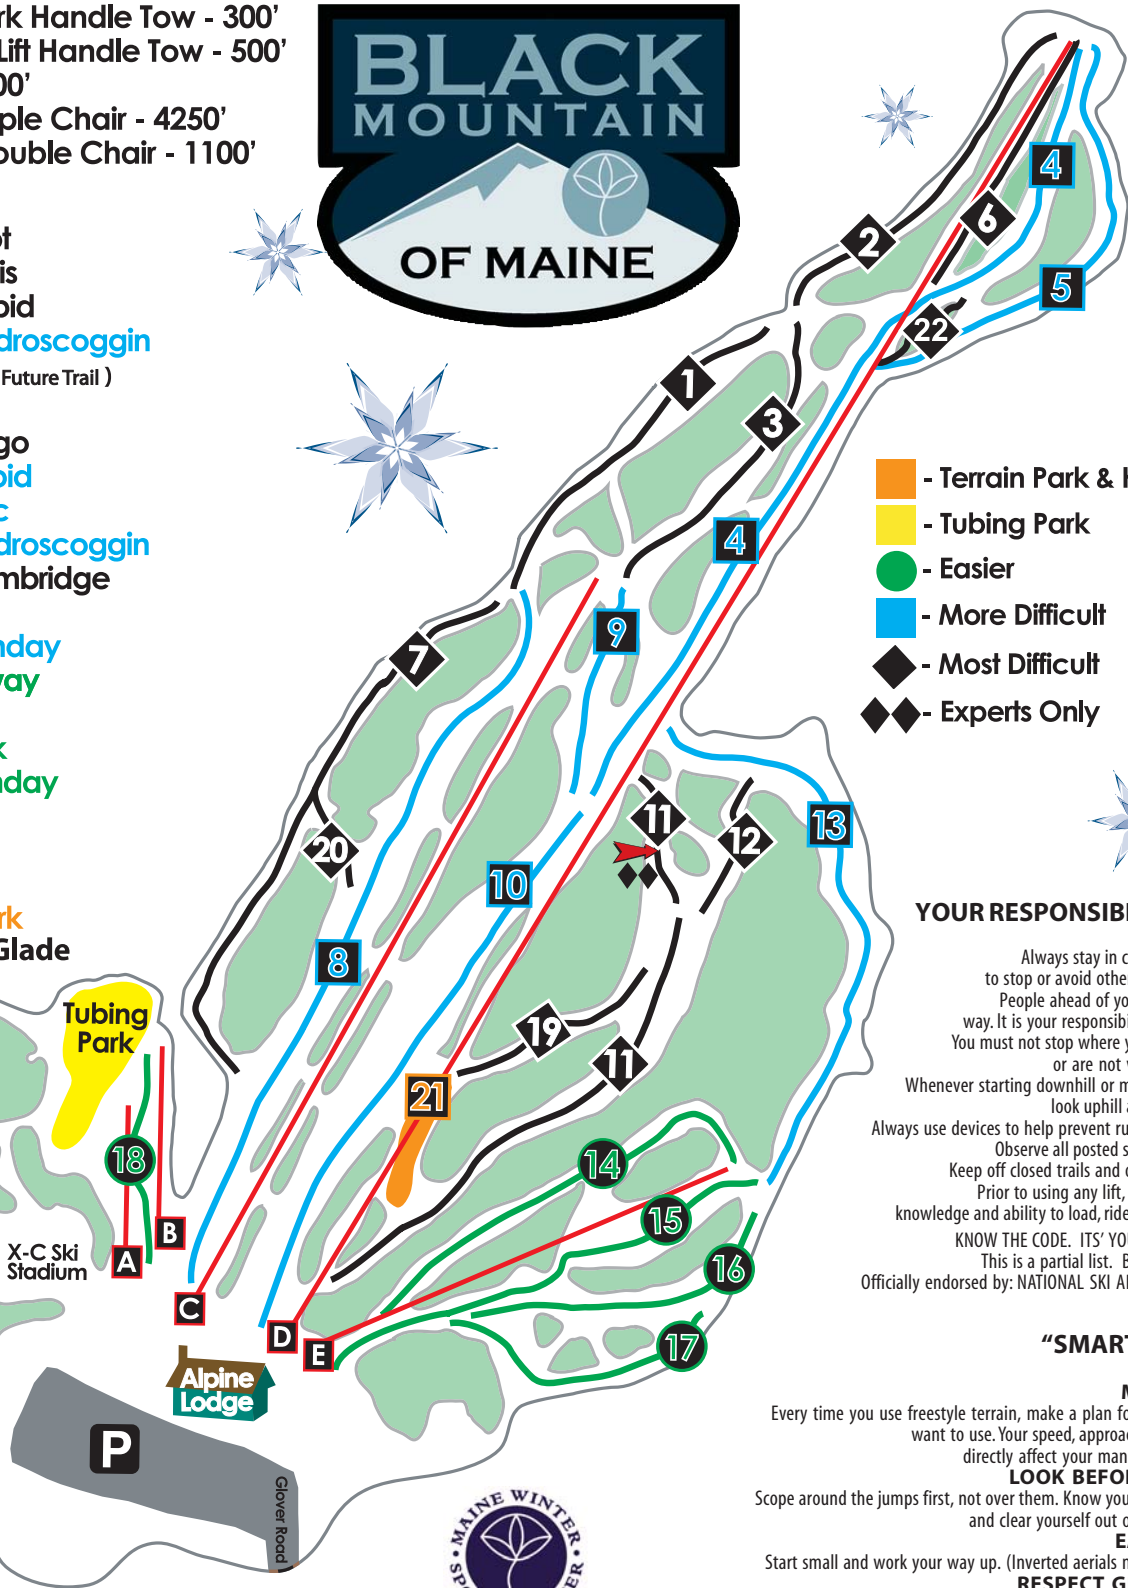 rk Handle Tow - 300'
Lift Handle Tow - 500'
00'
ple Chair - 4250'
ouble Chair - 1100'
BLACK
MOUNTAIN
OF MAINE
ot
is
oid
droscoggin
Future Trail )
go
oid
c
droscoggin
mbridge
nday
way
k
nday
rk
Glade
4
6
2
5
22
1
3
4
9
7
- Terrain Park & H
- Tubing Park
- Easier
- More Difficult
- Most Difficult
- Experts Only
11
12
13
20
10
8
19
11
21
14
15
16
17
18
Tubing
Park
X-C Ski
Stadium
A
B
C
D
E
Alpine
Lodge
P
Glover Road
YOUR RESPONSIBI
Always stay in c
to stop or avoid other
People ahead of yo
way. It is your responsibi
You must not stop where y
or are not v
Whenever starting downhill or m
look uphill a
Always use devices to help prevent ru
Observe all posted s
Keep off closed trails and c
Prior to using any lift,
knowledge and ability to load, ride
KNOW THE CODE. ITS' YOU
This is a partial list. B
Officially endorsed by: NATIONAL SKI A
"SMART
M
Every time you use freestyle terrain, make a plan fo
want to use. Your speed, approac
directly affect your man
LOOK BEFO
Scope around the jumps first, not over them. Know you
and clear yourself out o
EA
Start small and work your way up. (Inverted aerials n
RESPECT G
MAINE WINTER